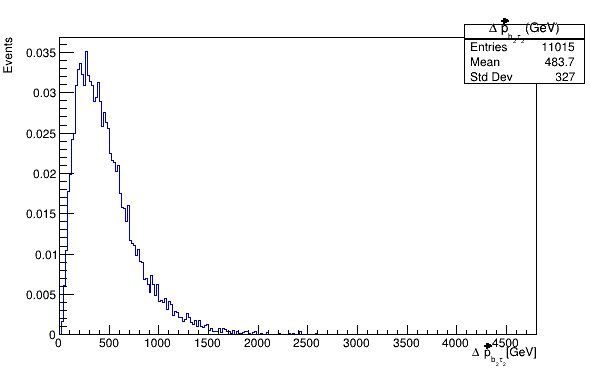 Δ p⃗ b₂τ₂ (GeV)
Entries 11015
Mean 483.7
Std Dev 327
Events
0.035
0.03
0.025
0.02
0.015
0.01
0.005
0
0 500 1000 1500 2000 2500 3000 3500 4000 4500
Δ p⃗ b₂τ₂ [GeV]